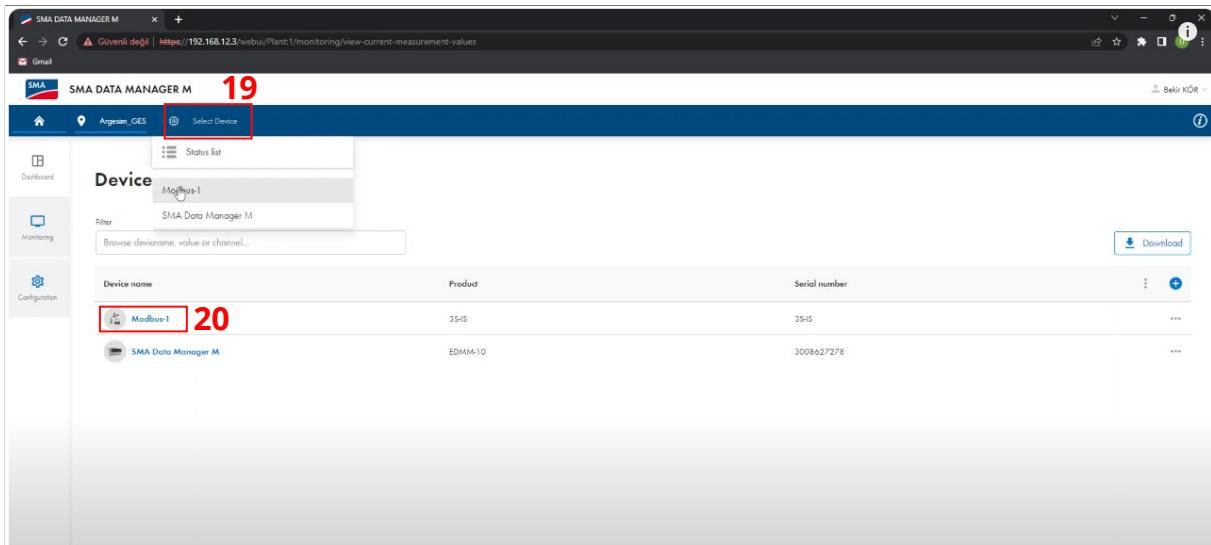 SMA DATA MANAGER M
Güvenli değil | https://192.168.12.3/webui/Plant:1/monitoring/view-current-measurement-values
Gmail
SMA SMA DATA MANAGER M 19 Bekir KÖR
Argesim_GES Select Device
Status list
Dashboard
Device
Modbus-1
SMA Data Manager M
Monitoring
Filter
Browse devicname, value or channel...
Download
Configuration
Device name Product Serial number
Modbus-1 20 3S-IS 3S-IS
SMA Data Manager M EDMM-10 3008627278